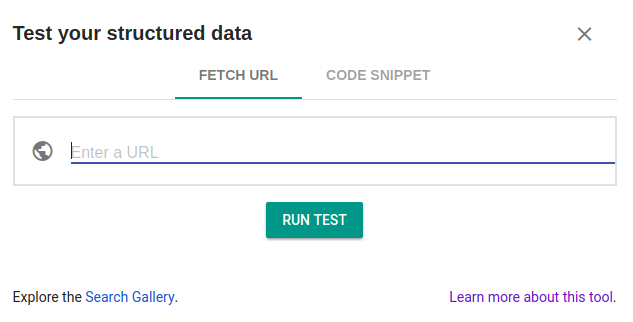 Test your structured data
FETCH URL CODE SNIPPET
Enter a URL
RUN TEST
Explore the Search Gallery. Learn more about this tool.